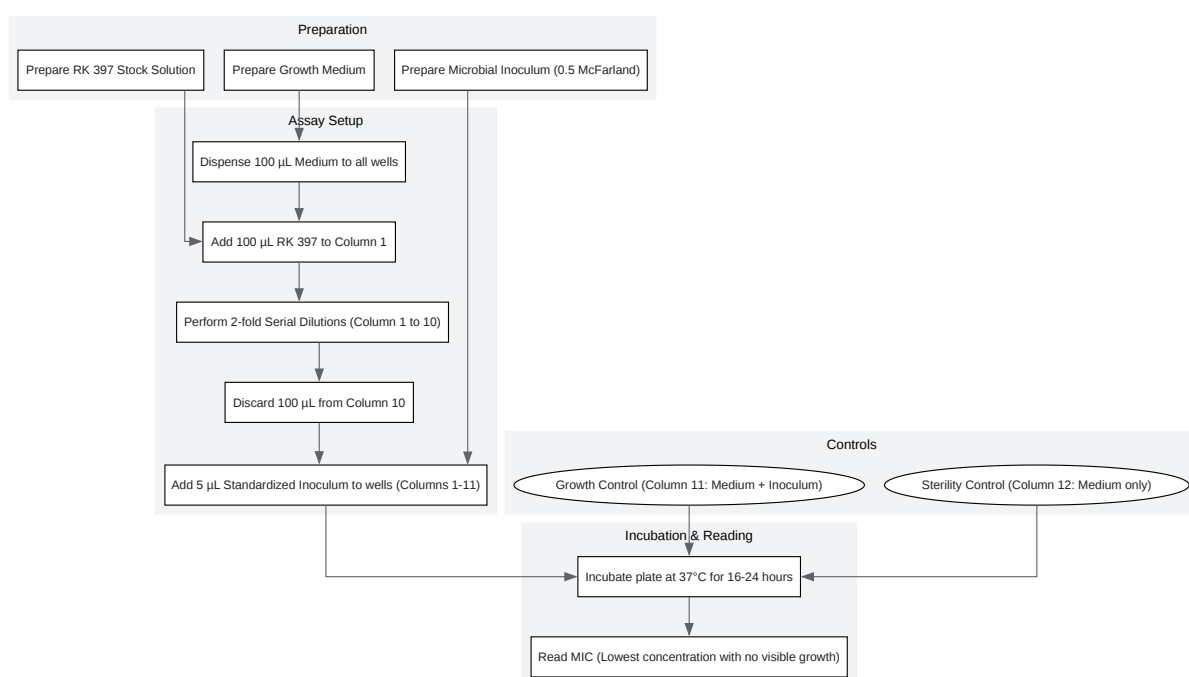 Preparation
Prepare RK 397 Stock Solution
Prepare Growth Medium
Prepare Microbial Inoculum (0.5 McFarland)
Assay Setup
Dispense 100 µL Medium to all wells
Add 100 µL RK 397 to Column 1
Perform 2-fold Serial Dilutions (Column 1 to 10)
Discard 100 µL from Column 10
Add 5 µL Standardized Inoculum to wells (Columns 1-11)
Controls
Growth Control (Column 11: Medium + Inoculum)
Sterility Control (Column 12: Medium only)
Incubation & Reading
Incubate plate at 37°C for 16-24 hours
Read MIC (Lowest concentration with no visible growth)